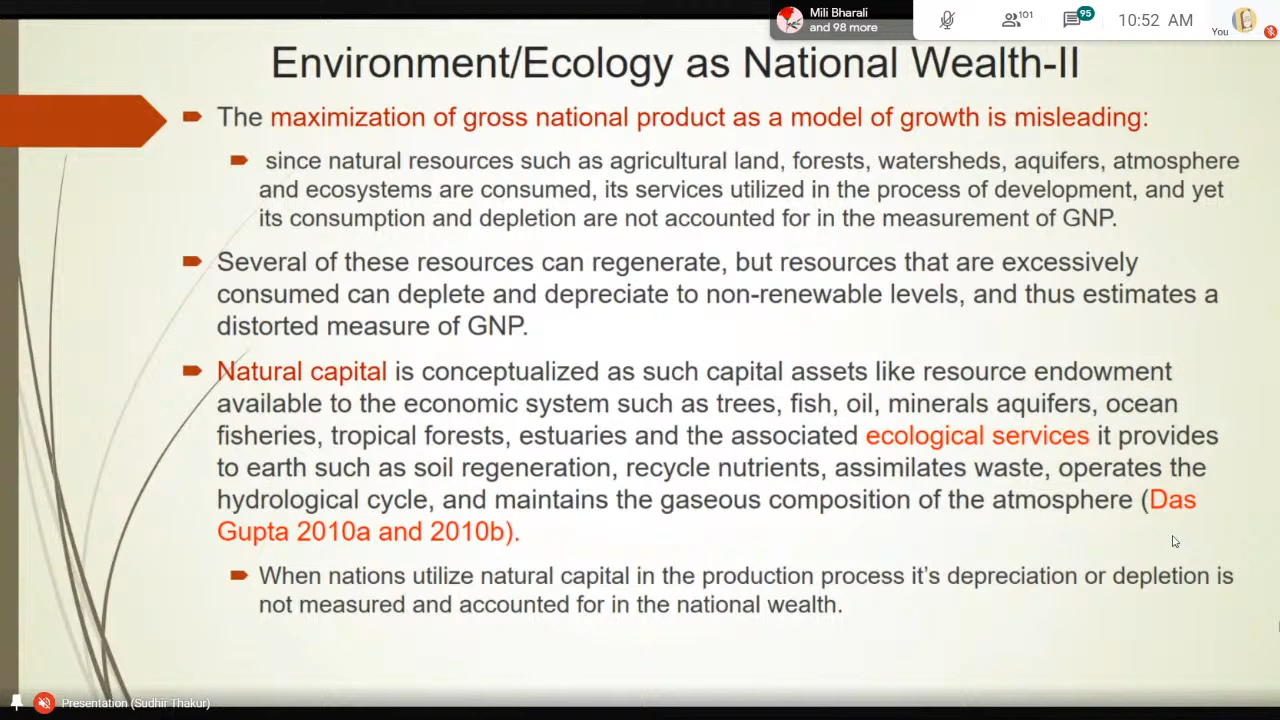 Mili Bharali
and 98 more
101
95
10:52 AM
You
Environment/Ecology as National Wealth-II
The maximization of gross national product as a model of growth is misleading:
since natural resources such as agricultural land, forests, watersheds, aquifers, atmosphere
and ecosystems are consumed, its services utilized in the process of development, and yet
its consumption and depletion are not accounted for in the measurement of GNP.
Several of these resources can regenerate, but resources that are excessively
consumed can deplete and depreciate to non-renewable levels, and thus estimates a
distorted measure of GNP.
Natural capital is conceptualized as such capital assets like resource endowment
available to the economic system such as trees, fish, oil, minerals aquifers, ocean
fisheries, tropical forests, estuaries and the associated ecological services it provides
to earth such as soil regeneration, recycle nutrients, assimilates waste, operates the
hydrological cycle, and maintains the gaseous composition of the atmosphere (Das
Gupta 2010a and 2010b).
When nations utilize natural capital in the production process it's depreciation or depletion is
not measured and accounted for in the national wealth.
Presentation (Sudhir Thakur)